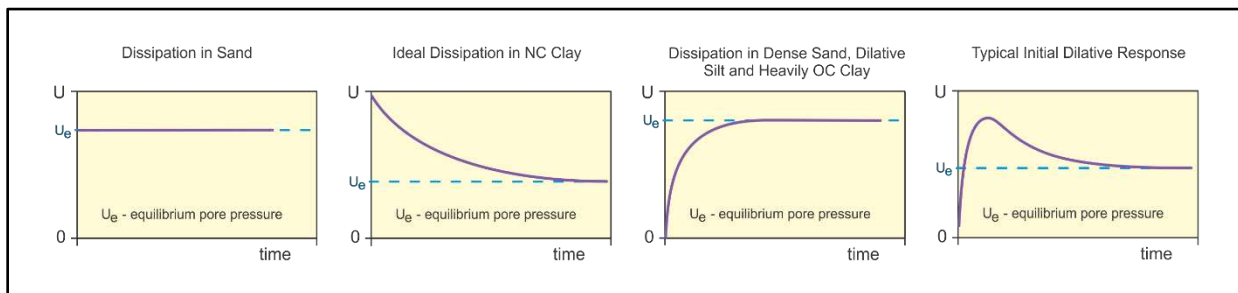 Dissipation in Sand
U
Ue
Ue - equilibrium pore pressure
0
time
Ideal Dissipation in NC Clay
U
Ue
Ue - equilibrium pore pressure
0
time
Dissipation in Dense Sand, Dilative
Silt and Heavily OC Clay
U
Ue
Ue - equilibrium pore pressure
0
time
Typical Initial Dilative Response
U
Ue
Ue - equilibrium pore pressure
0
time